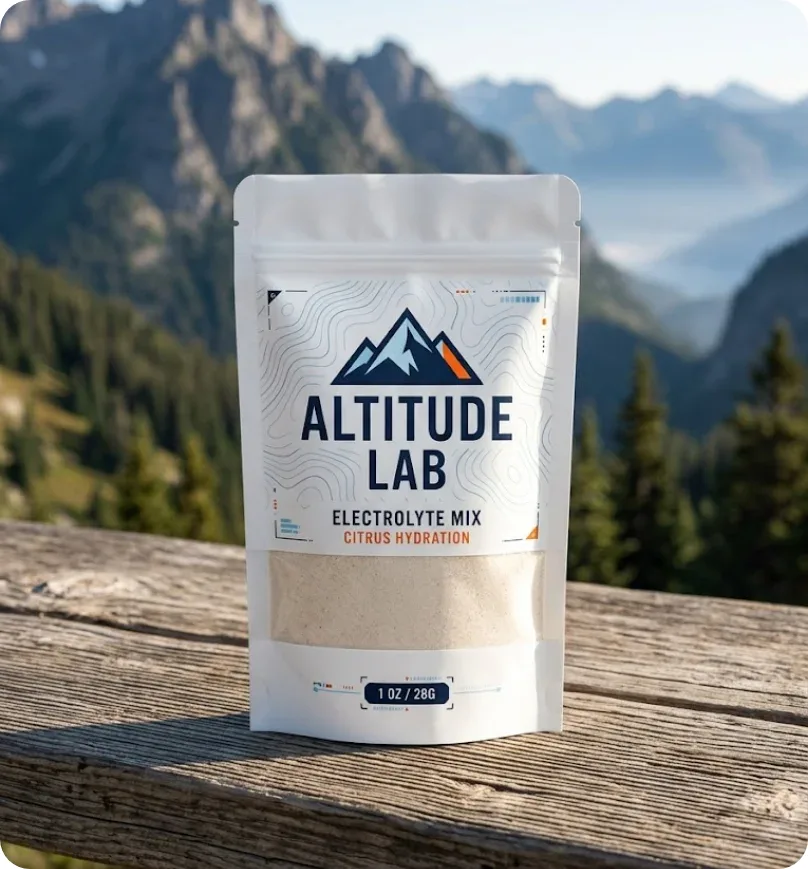 ALTITUDE
LAB
ELECTROLYTE MIX
CITRUS HYDRATION
1 OZ / 28G